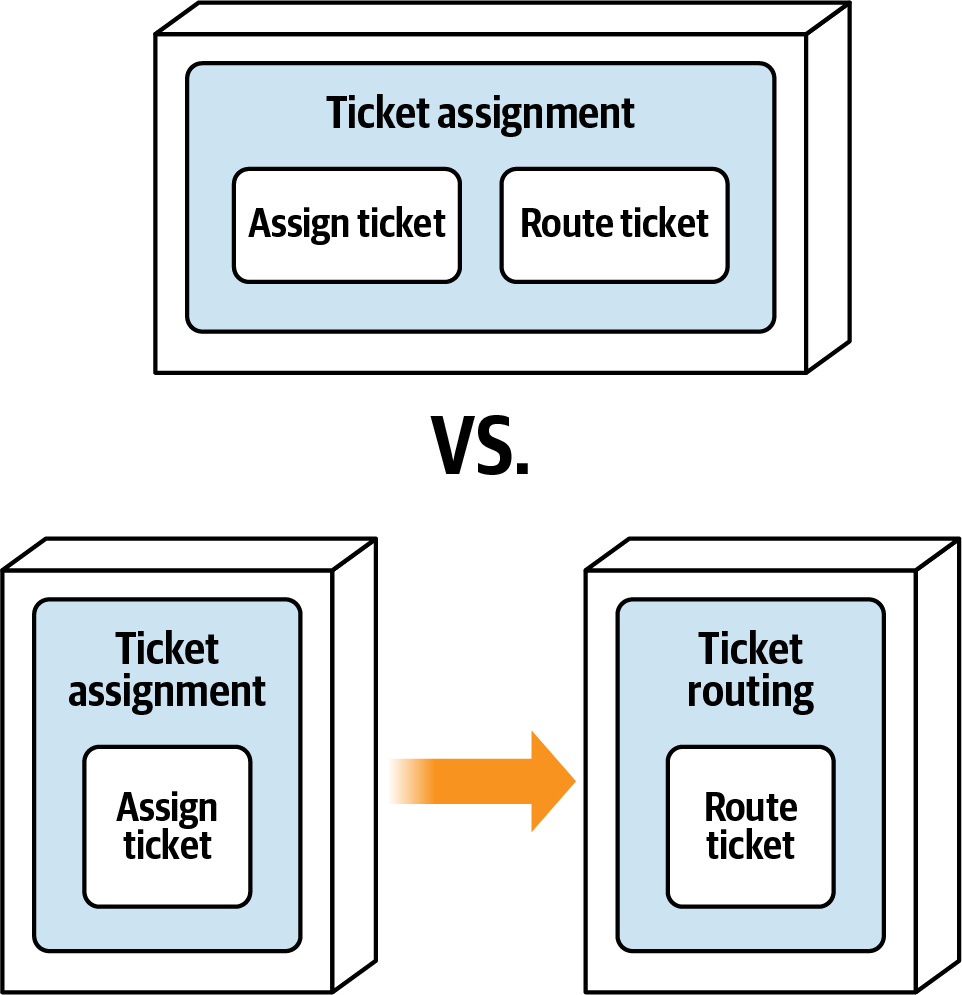 Ticket assignment
Assign ticket
Route ticket
VS.
Ticket
assignment
Assign
ticket
Ticket
routing
Route
ticket